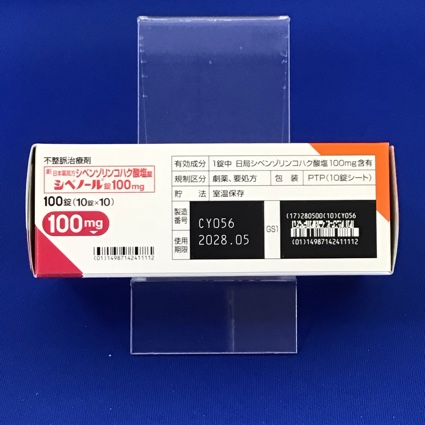 不整脈治療剤
日本薬局方 シベンゾリンコハク酸塩錠
シベノール錠100mg
100錠(10錠×10)
100mg
(01)14987142411112
有効成分 1錠中 日局シベンゾリンコハク酸塩100mg含有
規制区分 劇薬、要処方 包装 PTP(10錠シート)
貯法 室温保存
製造番号 CY056
使用期限 2028.05
GS1
(17)280500(10)CY056
(01)14987142411112